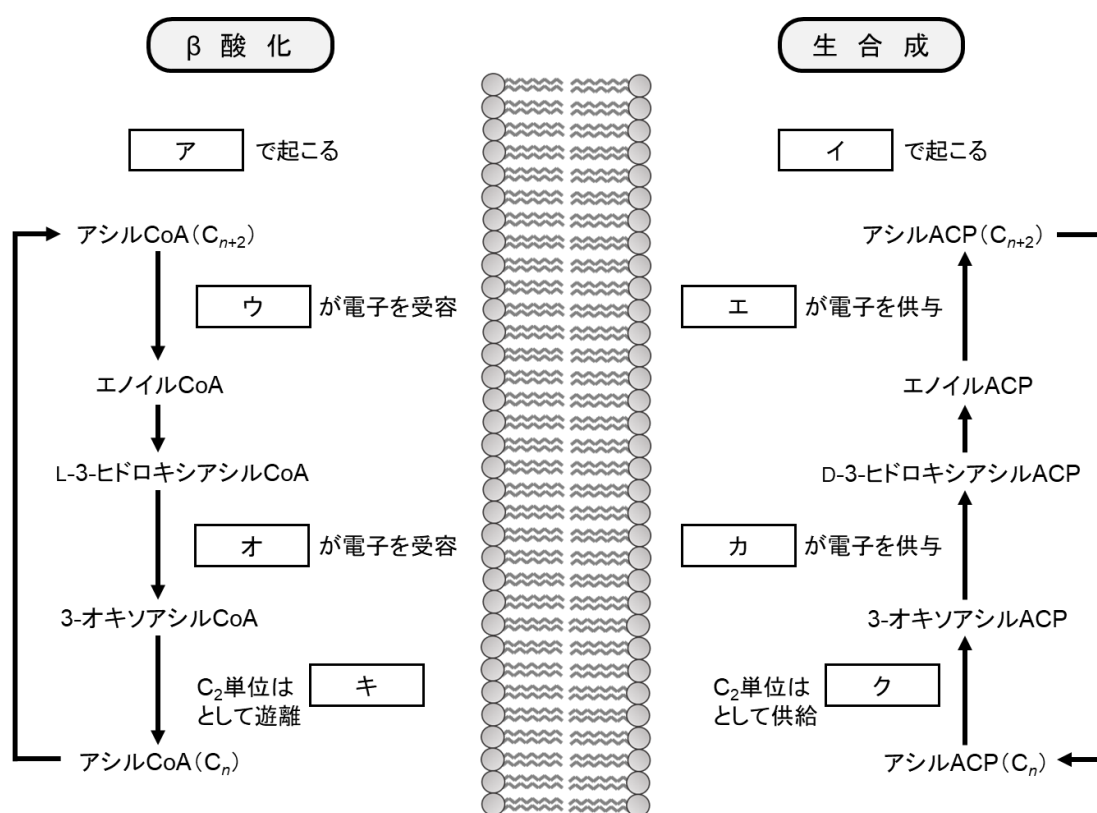 β 酸 化
ア で起こる
アシルCoA(Cn+2)
ウ が電子を受容
エノイルCoA
L-3-ヒドロキシアシルCoA
オ が電子を受容
3-オキソアシルCoA
C2単位は キ
として遊離
アシルCoA(Cn)
生 合 成
イ で起こる
アシルACP(Cn+2)
エ が電子を供与
エノイルACP
D-3-ヒドロキシアシルACP
カ が電子を供与
3-オキソアシルACP
C2単位は ク
として供給
アシルACP(Cn)